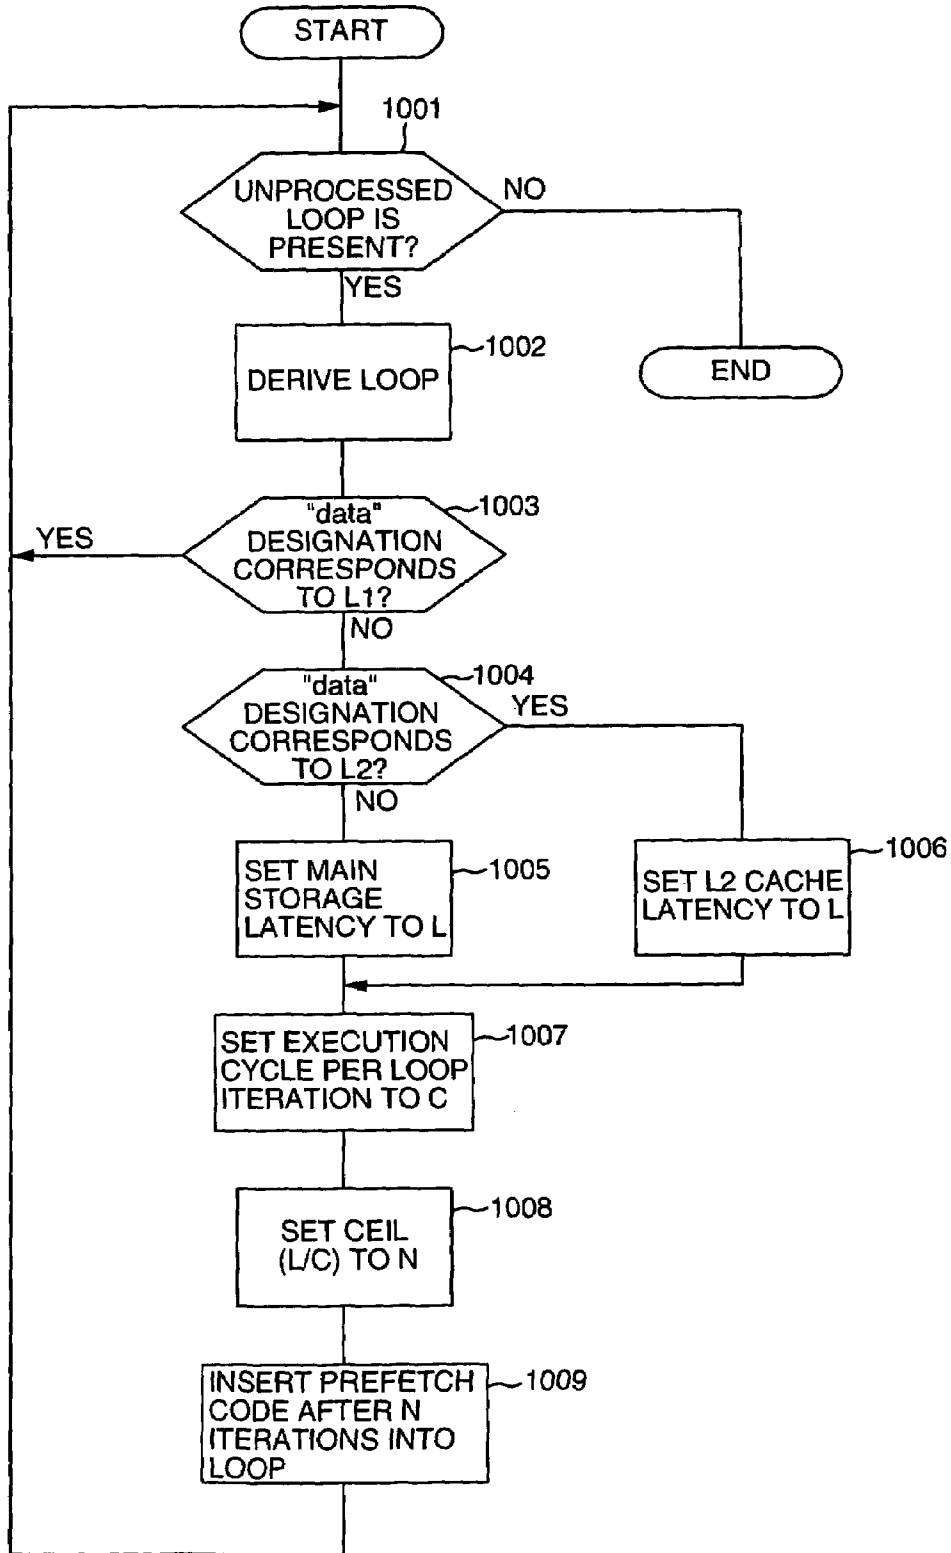 START
1001
UNPROCESSED
LOOP IS
PRESENT?
NO
YES
1002
DERIVE LOOP
END
1003
"data"
DESIGNATION
CORRESPONDS
TO L1?
YES
NO
1004
"data"
DESIGNATION
CORRESPONDS
TO L2?
YES
NO
1005
SET MAIN
STORAGE
LATENCY TO L
1006
SET L2 CACHE
LATENCY TO L
1007
SET EXECUTION
CYCLE PER LOOP
ITERATION TO C
1008
SET CEIL
(L/C) TO N
1009
INSERT PREFETCH
CODE AFTER N
ITERATIONS INTO
LOOP